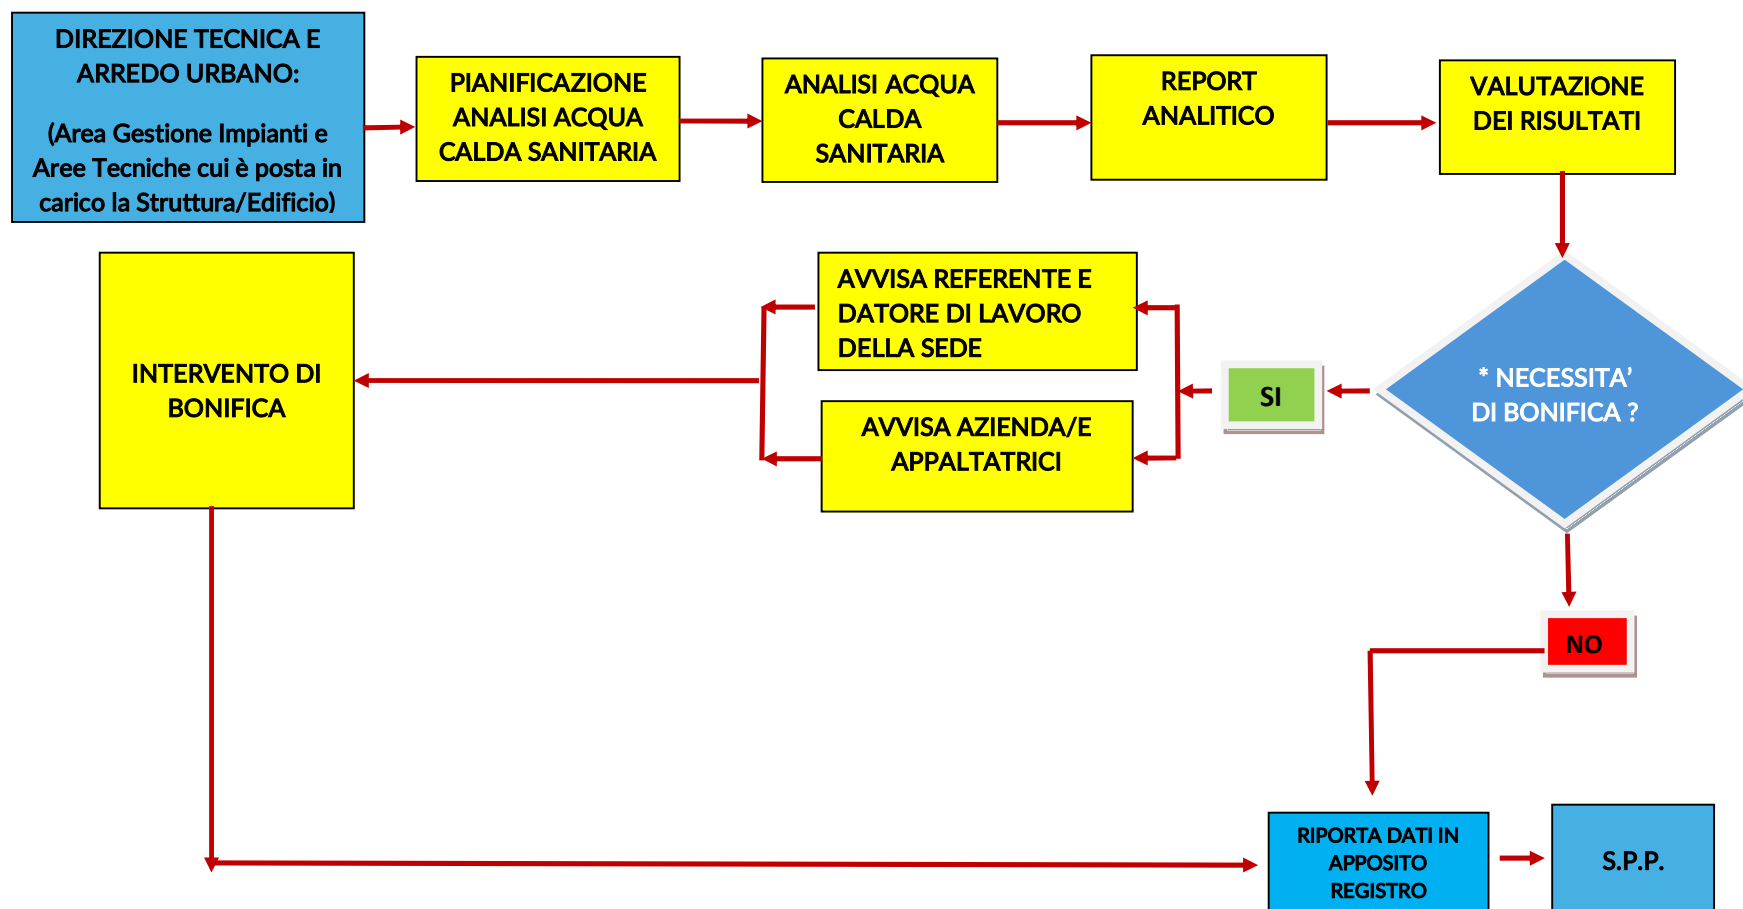 DIREZIONE TECNICA E
ARREDO URBANO:
(Area Gestione Impianti e
Aree Tecniche cui è posta in
carico la Struttura/Edificio)
PIANIFICAZIONE
ANALISI ACQUA
CALDA SANITARIA
ANALISI ACQUA
CALDA
SANITARIA
REPORT
ANALITICO
VALUTAZIONE
DEI RISULTATI
* NECESSITA’
DI BONIFICA ?
SI
AVVISA REFERENTE E
DATORE DI LAVORO
DELLA SEDE
AVVISA AZIENDA/E
APPALTATRICI
INTERVENTO DI
BONIFICA
NO
RIPORTA DATI IN
APPOSITO
REGISTRO
S.P.P.